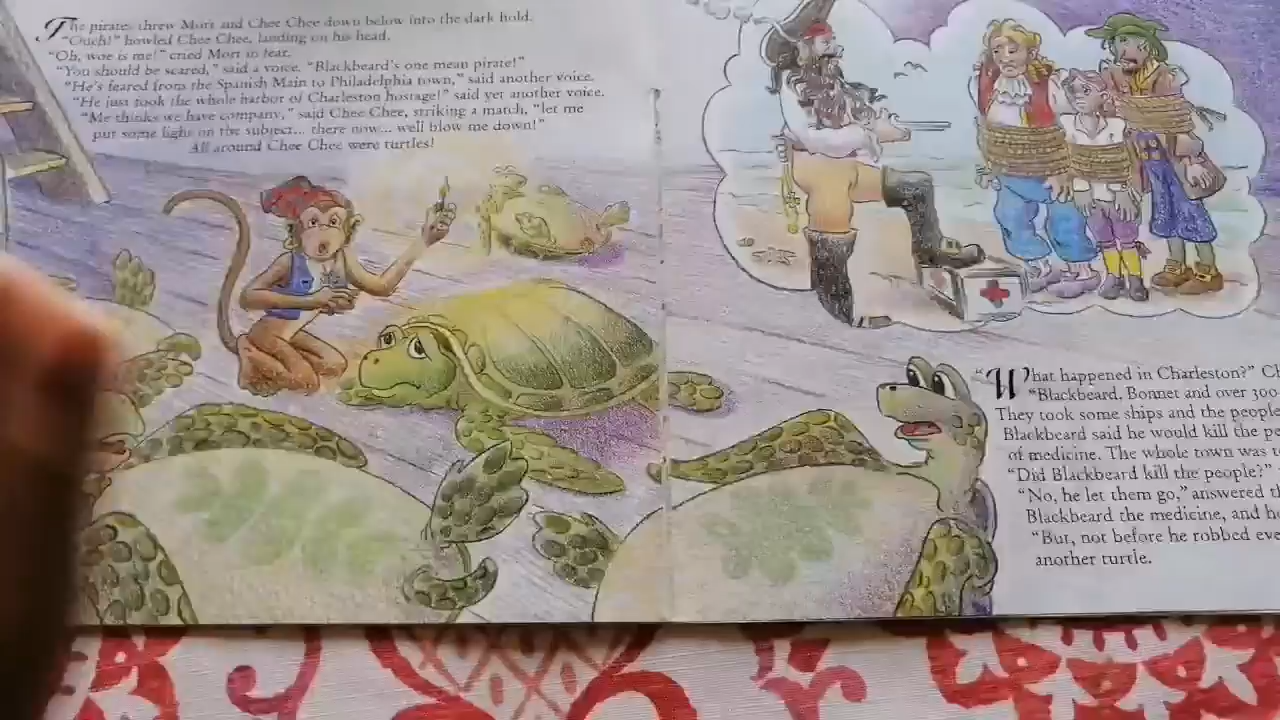 The pirates threw Mort and Chee Chee down below into the dark hold.
"Ouch!" howled Chee Chee, landing on his head.
"Oh, woe is me!" cried Mort in fear.
"You should be scared," said a voice. "Blackbeard's one mean pirate!"
"He's feared from the Spanish Main to Philadelphia town," said another voice.
"He just took the whole harbor of Charleston hostage!" said yet another voice.
"Me thinks we have company," said Chee Chee, striking a match, "let me
put some light on the subject... there now... well blow me down!"
All around Chee Chee were turtles!
"What happened in Charleston?"
"Blackbeard, Bonnet and over 300
They took some ships and the people
Blackbeard said he would kill the
of medicine. The whole town was
"Did Blackbeard kill the people?"
"No, he let them go," answered
Blackbeard the medicine, and
"But, not before he robbed
another turtle.